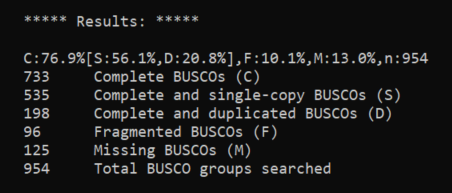 ***** Results: *****
C:76.9%[S:56.1%,D:20.8%],F:10.1%,M:13.0%,n:954
733 Complete BUSCOs (C)
535 Complete and single-copy BUSCOs (S)
198 Complete and duplicated BUSCOs (D)
96 Fragmented BUSCOs (F)
125 Missing BUSCOs (M)
954 Total BUSCO groups searched